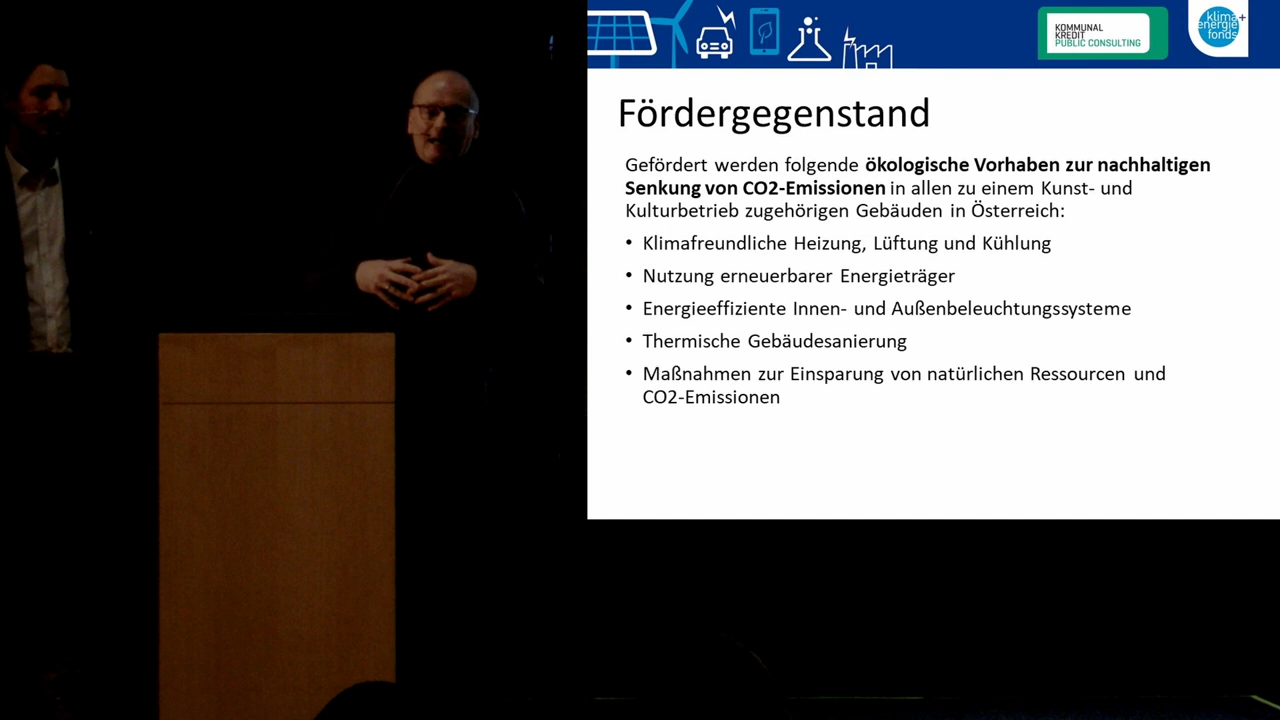 KOMMUNAL
KREDIT
PUBLIC CONSULTING
klima+
energie
fonds
Fördergegenstand
Gefördert werden folgende ökologische Vorhaben zur nachhaltigen
Senkung von CO2-Emissionen in allen zu einem Kunst- und
Kulturbetrieb zugehörigen Gebäuden in Österreich:
• Klimafreundliche Heizung, Lüftung und Kühlung
• Nutzung erneuerbarer Energieträger
• Energieeffiziente Innen- und Außenbeleuchtungssysteme
• Thermische Gebäudesanierung
• Maßnahmen zur Einsparung von natürlichen Ressourcen und
CO2-Emissionen